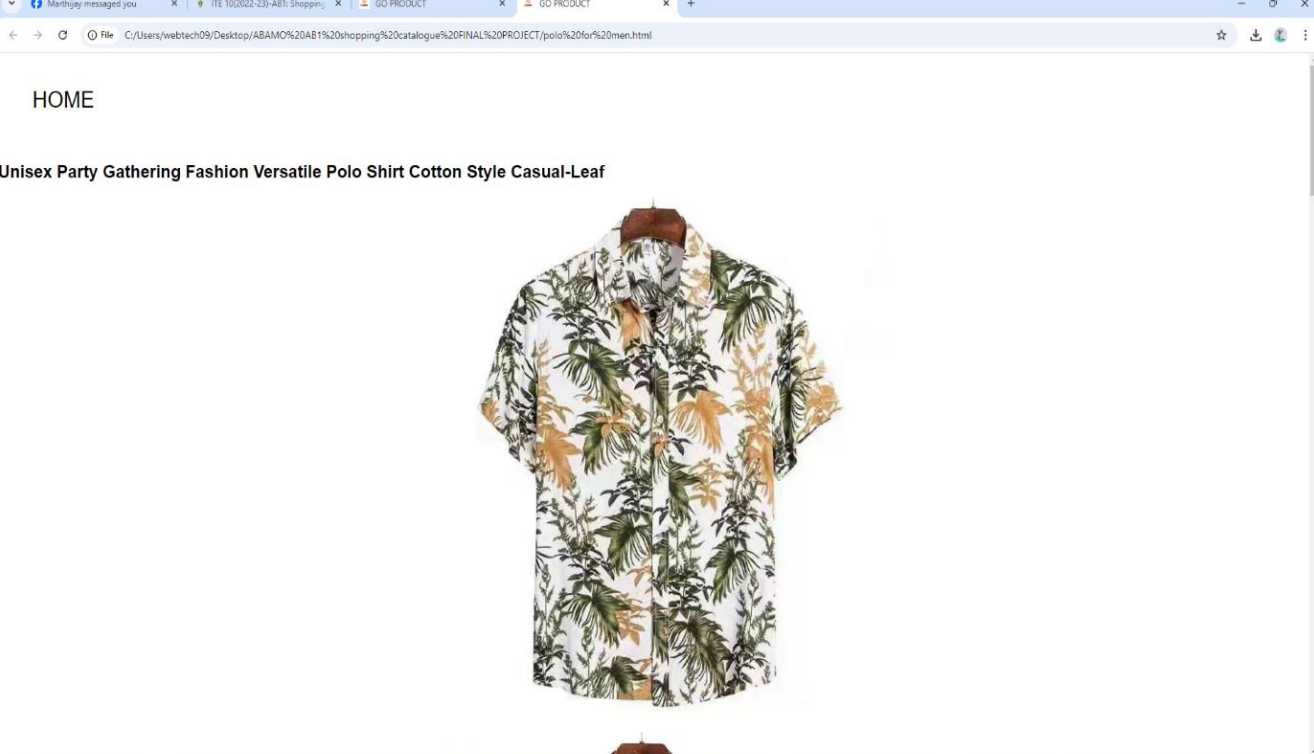 Marthijay messaged you
ITE 10(2022-23)-AB1: Shopping
GO PRODUCT
GO PRODUCT
File
C:/Users/webtech09/Desktop/ABAMO%20AB1%20shopping%20catalogue%20FINAL%20PROJECT/polo%20for%20men.html
HOME
Unisex Party Gathering Fashion Versatile Polo Shirt Cotton Style Casual-Leaf